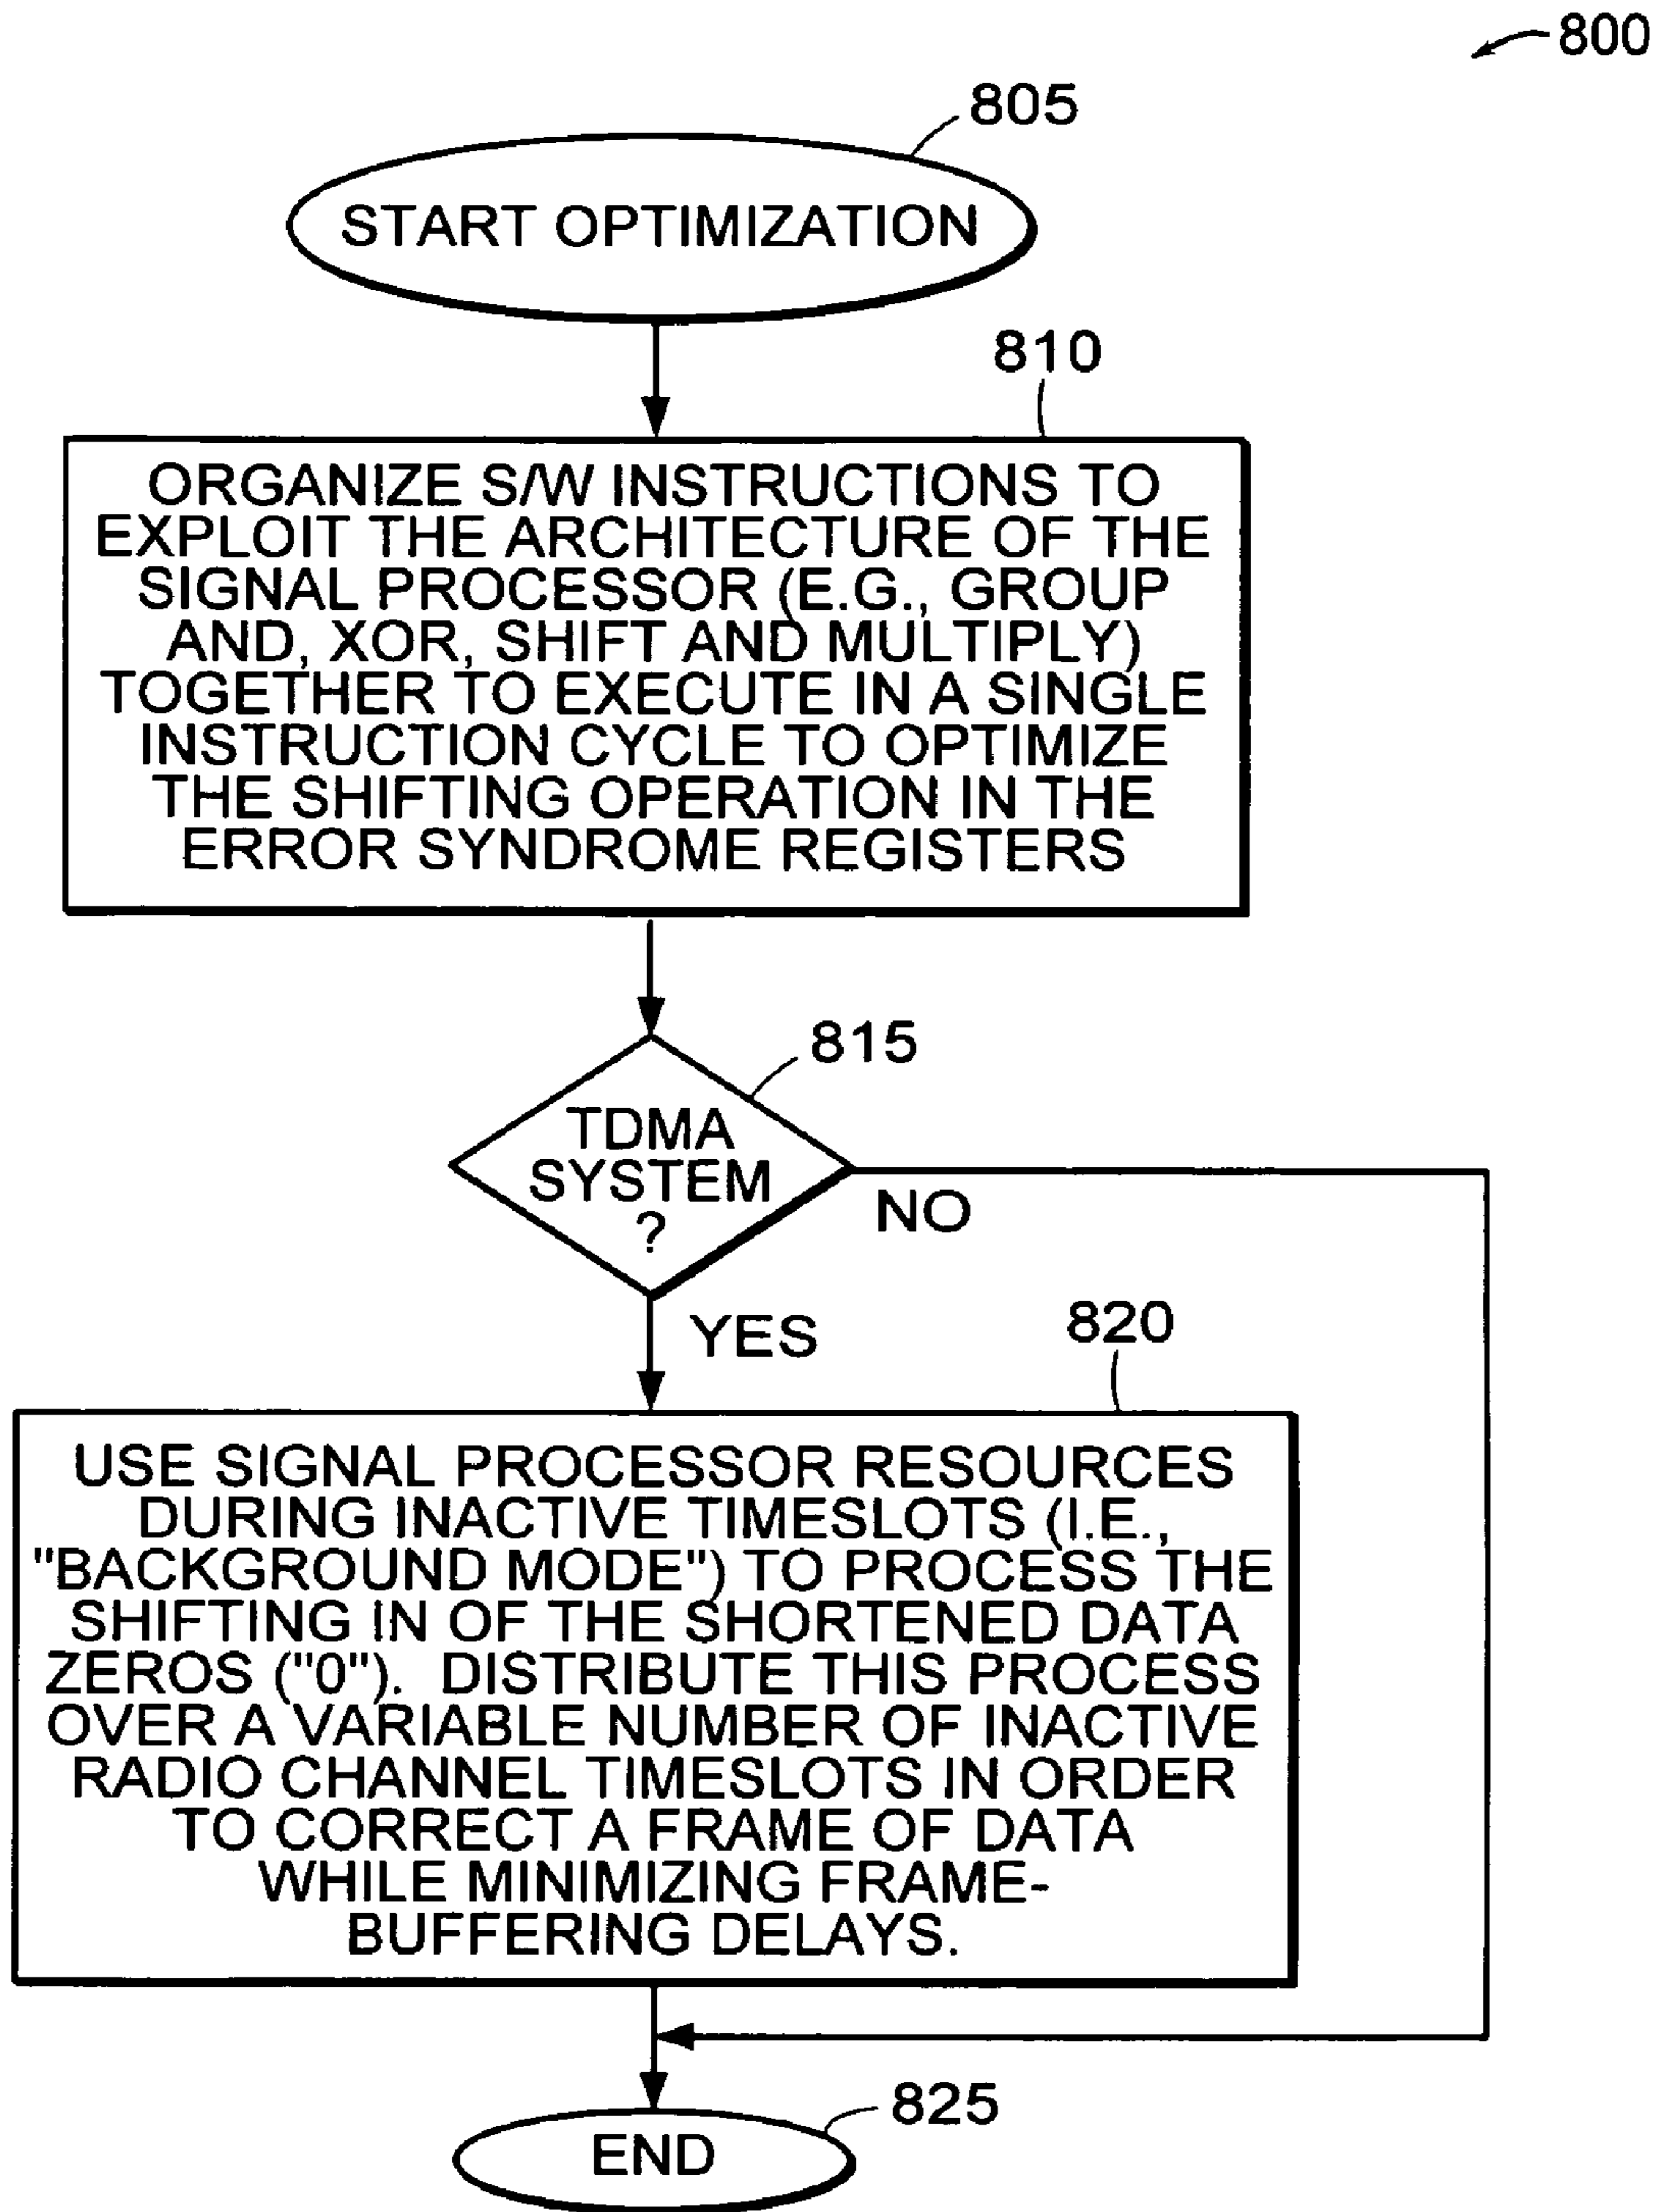 800
805
START OPTIMIZATION
810
ORGANIZE S/W INSTRUCTIONS TO
EXPLOIT THE ARCHITECTURE OF THE
SIGNAL PROCESSOR (E.G., GROUP
AND, XOR, SHIFT AND MULTIPLY)
TOGETHER TO EXECUTE IN A SINGLE
INSTRUCTION CYCLE TO OPTIMIZE
THE SHIFTING OPERATION IN THE
ERROR SYNDROME REGISTERS
815
TDMA
SYSTEM
?
NO
YES
820
USE SIGNAL PROCESSOR RESOURCES
DURING INACTIVE TIMESLOTS (I.E.,
"BACKGROUND MODE") TO PROCESS THE
SHIFTING IN OF THE SHORTENED DATA
ZEROS ("0"). DISTRIBUTE THIS PROCESS
OVER A VARIABLE NUMBER OF INACTIVE
RADIO CHANNEL TIMESLOTS IN ORDER
TO CORRECT A FRAME OF DATA
WHILE MINIMIZING FRAME-
BUFFERING DELAYS.
825
END